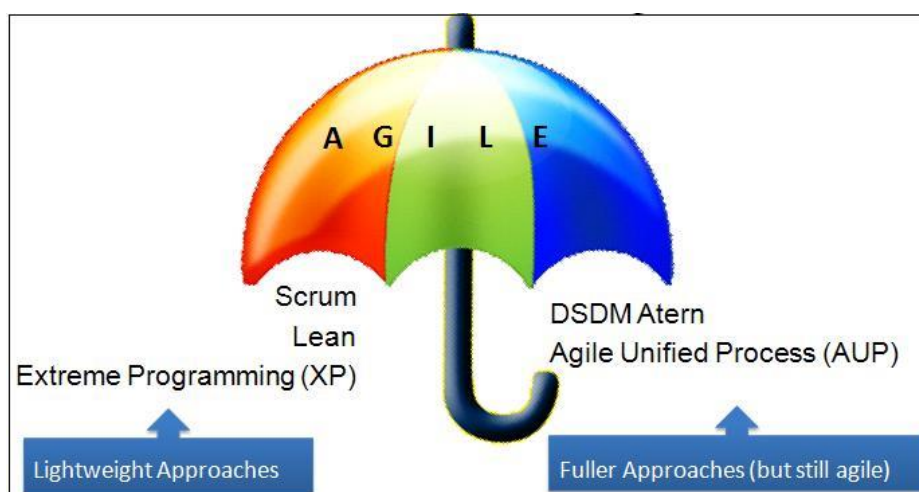 A G I L E
Scrum
Lean
Extreme Programming (XP)
DSDM Atern
Agile Unified Process (AUP)
Lightweight Approaches
Fuller Approaches (but still agile)